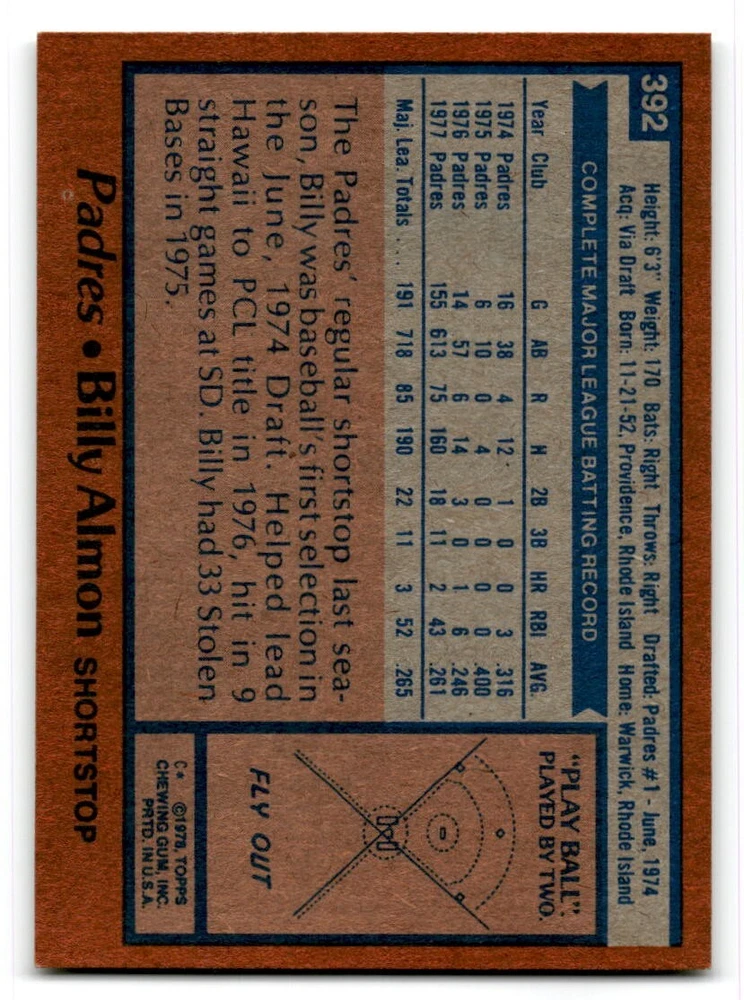 392
Height: 6'3" Weight: 170 Bats: Right Throws: Right Drafted: Padres #1 - June, 1974
Acq: Via Draft Born: 11-21-52, Providence, Rhode Island Home: Warwick, Rhode Island
COMPLETE MAJOR LEAGUE BATTING RECORD
Year Club G AB R H 2B 3B HR RBI AVG.
1974 Padres 16 38 4 12 1 0 0 3 .316
1975 Padres 6 10 0 4 0 0 0 0 .400
1976 Padres 14 57 6 14 3 0 1 6 .246
1977 Padres 155 613 75 160 18 11 2 43 .261
Maj. Lea. Totals . . . 191 718 85 190 22 11 3 52 .265
The Padres' regular shortstop last sea-
son, Billy was baseball's first selection in
the June, 1974 Draft. Helped lead
Hawaii to PCL title in 1976, hit in 9
straight games at SD. Billy had 33 Stolen
Bases in 1975.
"PLAY BALL".
PLAYED BY TWO.
FLY OUT
C* ©1978, TOPPS
CHEWING GUM, INC.
PRTD. IN U.S.A.
Padres • Billy Almon SHORTSTOP